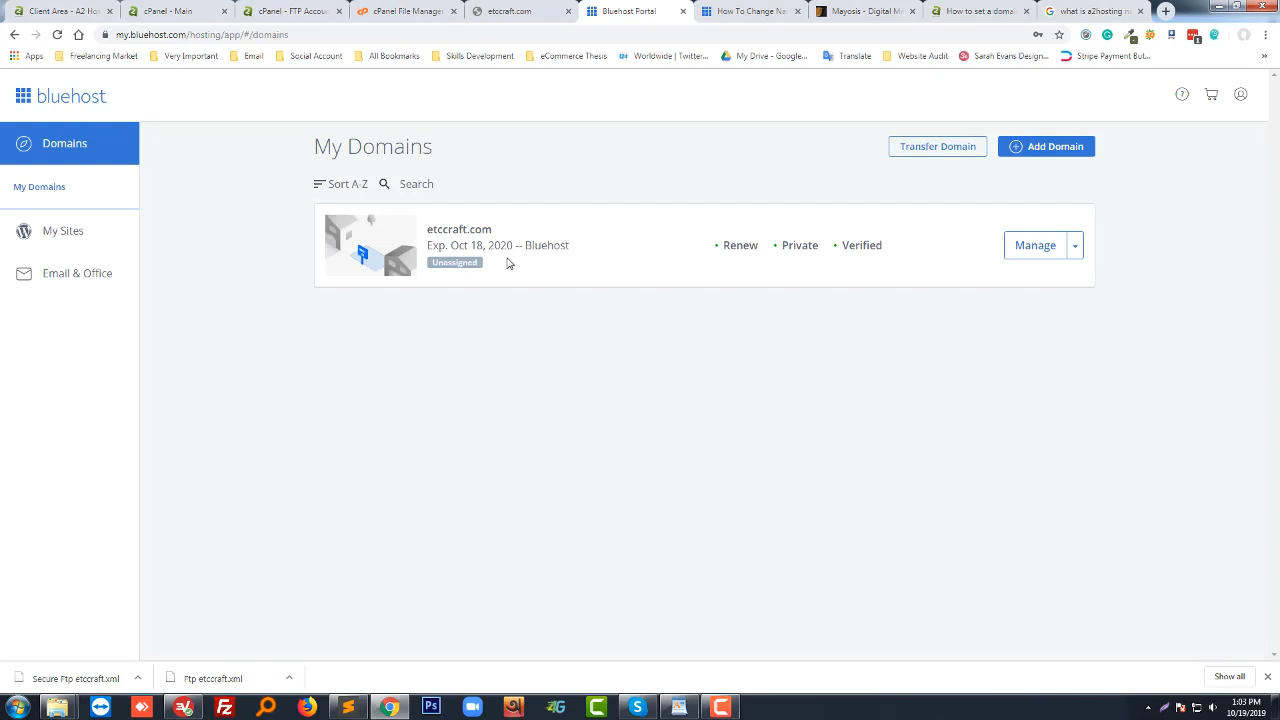 Client Area - A2 Ho
cPanel - Main
cPanel - FTP Accou
cPanel File Manage
etccraft.com
Bluehost Portal
How To Change Na
Mayosis - Digital M
How to set a doma
what is a2hosting n
my.bluehost.com/hosting/app/#/domains
Apps
Freelancing Market
Very Important
Email
Social Account
All Bookmarks
Skills Development
eCommerce Thesis
Worldwide | Twitter...
My Drive - Google...
Translate
Website Audit
Sarah Evans Design...
Stripe Payment But...
bluehost
Domains
My Domains
Transfer Domain
Add Domain
My Domains
Sort A-Z
Search
My Sites
Email & Office
etccraft.com
Exp. Oct 18, 2020 -- Bluehost
Unassigned
• Renew
• Private
• Verified
Manage
Secure Ftp etccraft.xml
Ftp etccraft.xml
Show all
1:03 PM
10/19/2019